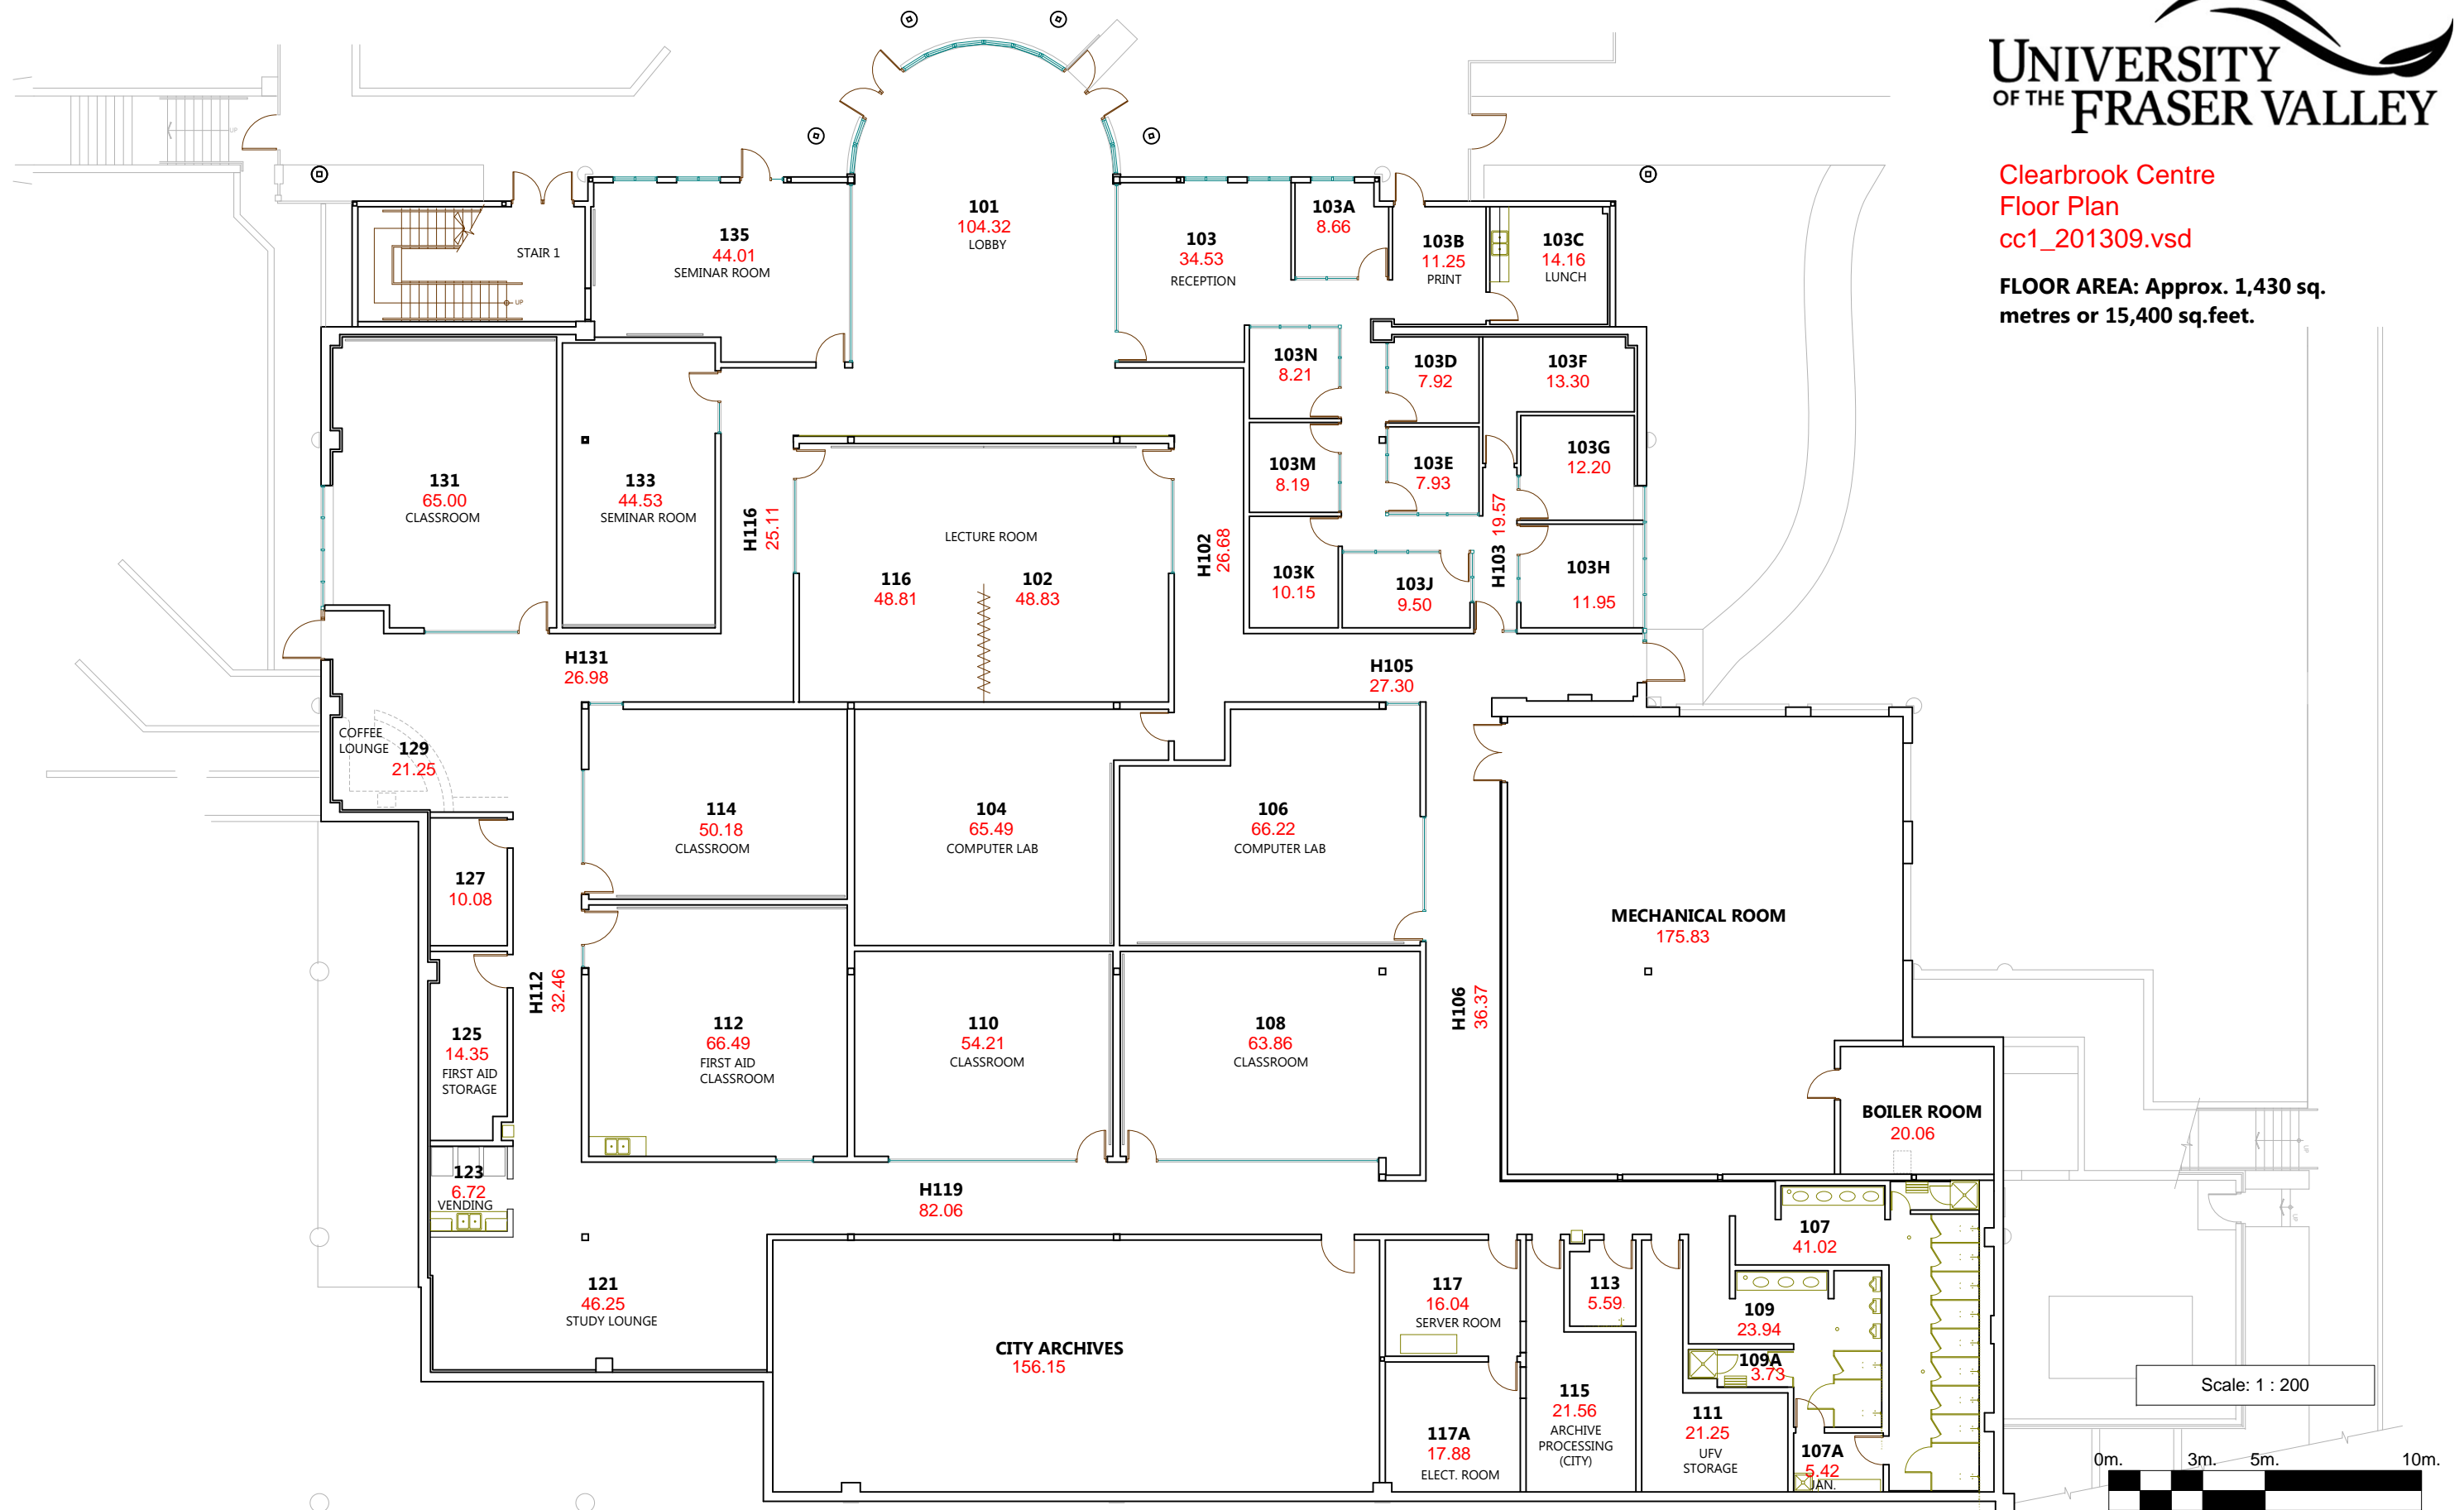 UNIVERSITY
OF THE FRASER VALLEY
Clearbrook Centre
Floor Plan
cc1_201309.vsd
FLOOR AREA: Approx. 1,430 sq.
metres or 15,400 sq.feet.
UP
STAIR 1
UP
135
44.01
SEMINAR ROOM
101
104.32
LOBBY
103
34.53
RECEPTION
103A
8.66
103B
11.25
PRINT
103C
14.16
LUNCH
103N
8.21
103D
7.92
103F
13.30
103M
8.19
103E
7.93
103G
12.20
103K
10.15
103J
9.50
H103 19.57
103H
11.95
131
65.00
CLASSROOM
133
44.53
SEMINAR ROOM
H116
25.11
LECTURE ROOM
116
48.81
102
48.83
H102
26.68
H131
26.98
H105
27.30
COFFEE
LOUNGE
129
21.25
114
50.18
CLASSROOM
104
65.49
COMPUTER LAB
106
66.22
COMPUTER LAB
127
10.08
MECHANICAL ROOM
175.83
H112
32.46
H106
36.37
125
14.35
FIRST AID
STORAGE
112
66.49
FIRST AID
CLASSROOM
110
54.21
CLASSROOM
108
63.86
CLASSROOM
BOILER ROOM
20.06
UP
UP
123
6.72
VENDING
H119
82.06
107
41.02
121
46.25
STUDY LOUNGE
CITY ARCHIVES
156.15
117
16.04
SERVER ROOM
113
5.59
109
23.94
109A
3.73
117A
17.88
ELECT. ROOM
115
21.56
ARCHIVE
PROCESSING
(CITY)
111
21.25
UFV
STORAGE
107A
5.42
JAN.
Scale: 1 : 200
0m. 3m. 5m. 10m.